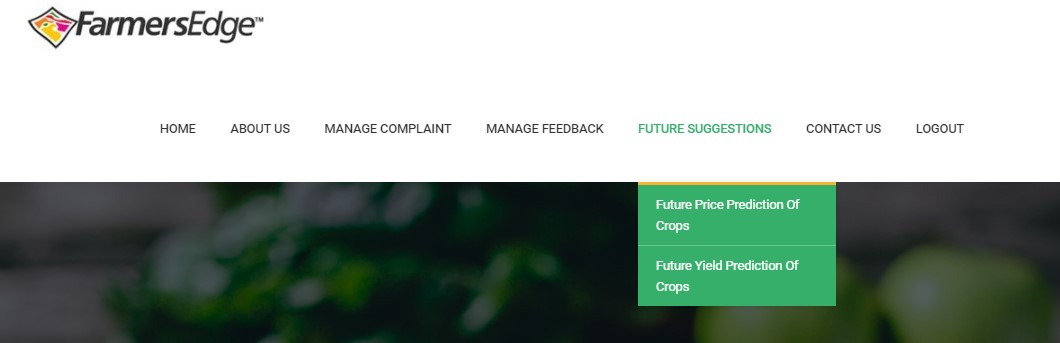 FarmersEdge™
HOME ABOUT US MANAGE COMPLAINT MANAGE FEEDBACK FUTURE SUGGESTIONS CONTACT US LOGOUT
Future Price Prediction Of
Crops
Future Yield Prediction Of
Crops